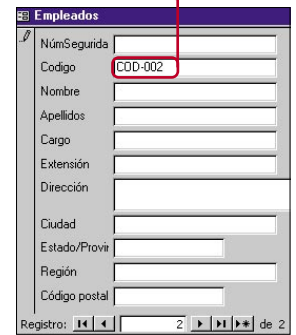 Empleados
NúmSegurida
Codigo COD-002
Nombre
Apellidos
Cargo
Extensión
Dirección
Ciudad
Estado/Provin
Región
Código postal
Registro: 2 de 2